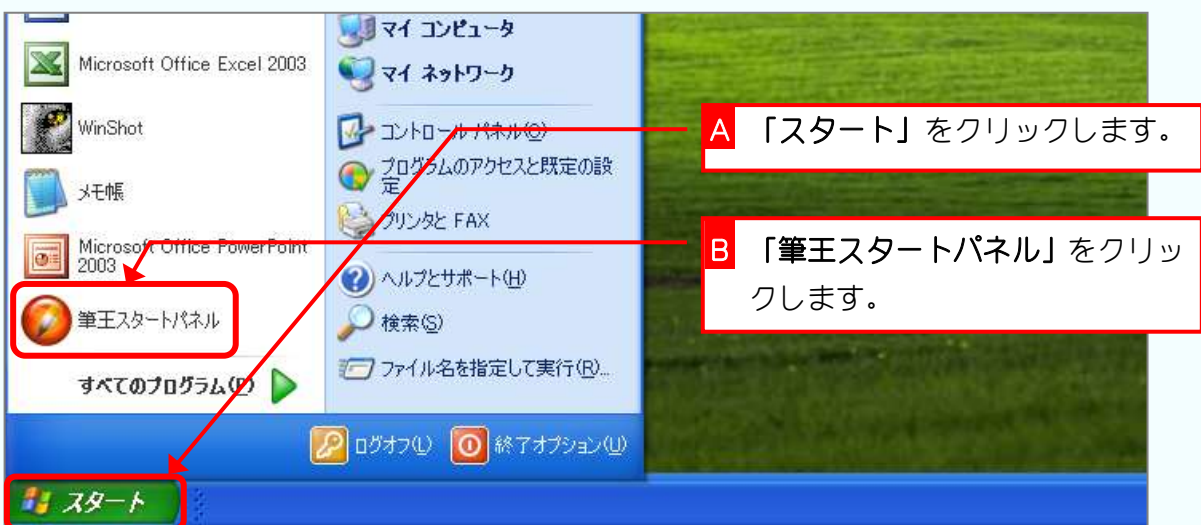 Microsoft Office Excel 2003
WinShot
メモ帳
Microsoft Office PowerPoint
2003
筆王スタートパネル
すべてのプログラム(P)
マイ コンピュータ
マイ ネットワーク
コントロール パネル(C)
プログラムのアクセスと既定の設
定
プリンタと FAX
ヘルプとサポート(H)
検索(S)
ファイル名を指定して実行(R)...
ログオフ(L)
終了オプション(U)
スタート
A 「スタート」をクリックします。
B 「筆王スタートパネル」をクリッ
クします。